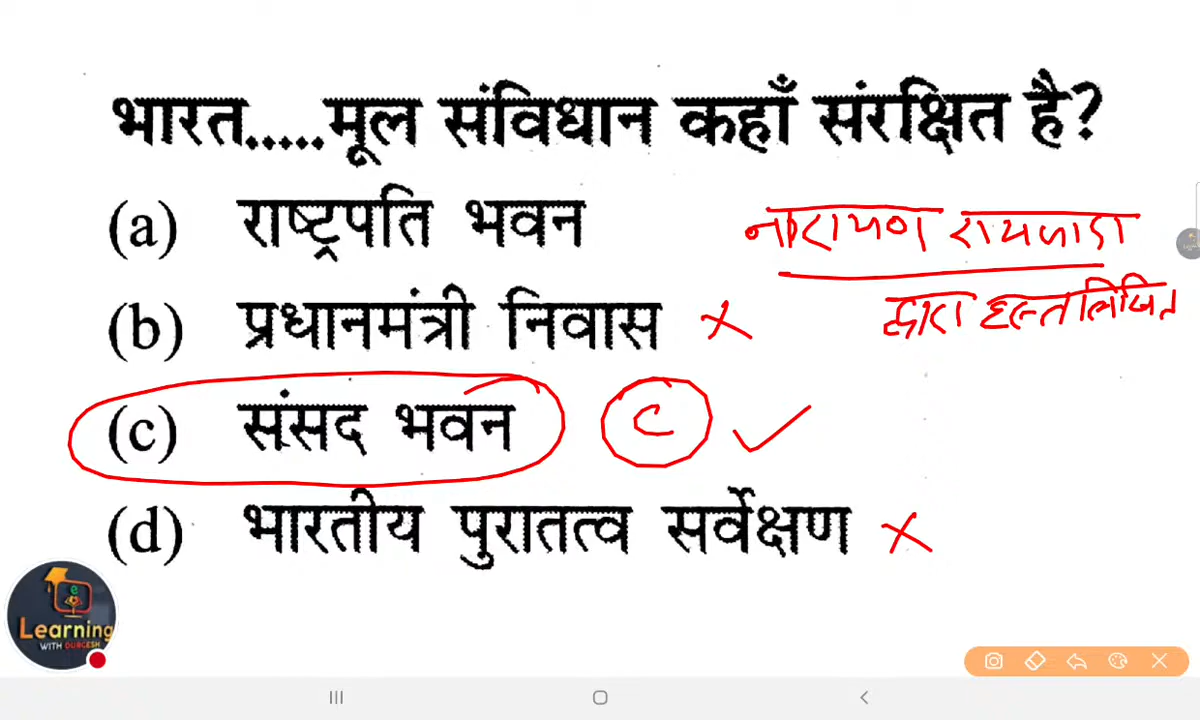 भारत.....मूल संविधान कहाँ संरक्षित है?
(a) राष्ट्रपति भवन
नारायण रायजादा
द्वारा हस्तलिखित
(b) प्रधानमंत्री निवास
(c) संसद भवन
C
(d) भारतीय पुरातत्व सर्वेक्षण
e
Learning
WITH DURGESH